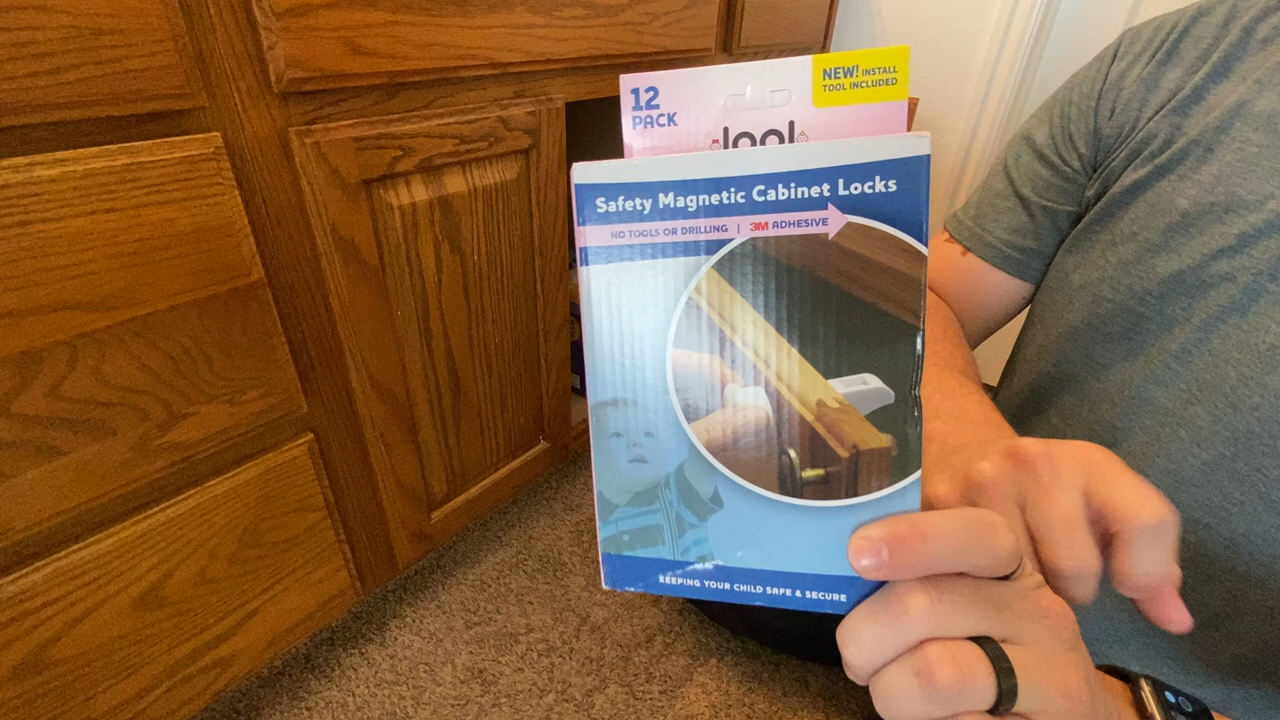 12
PACK
NEW! INSTALL
TOOL INCLUDED
Safety Magnetic Cabinet Locks
NO TOOLS OR DRILLING | 3M ADHESIVE
KEEPING YOUR CHILD SAFE & SECURE